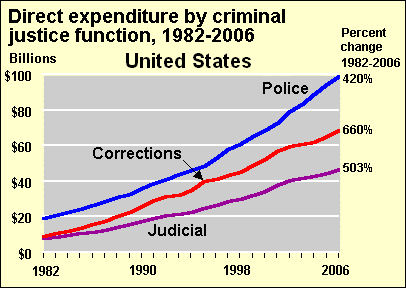 Direct expenditure by criminal
justice function, 1982-2006
Percent
change
1982-2006
Billions
United States
$100
$80
$60
$40
$20
$0
Police
Corrections
Judicial
420%
660%
503%
1982
1990
1998
2006